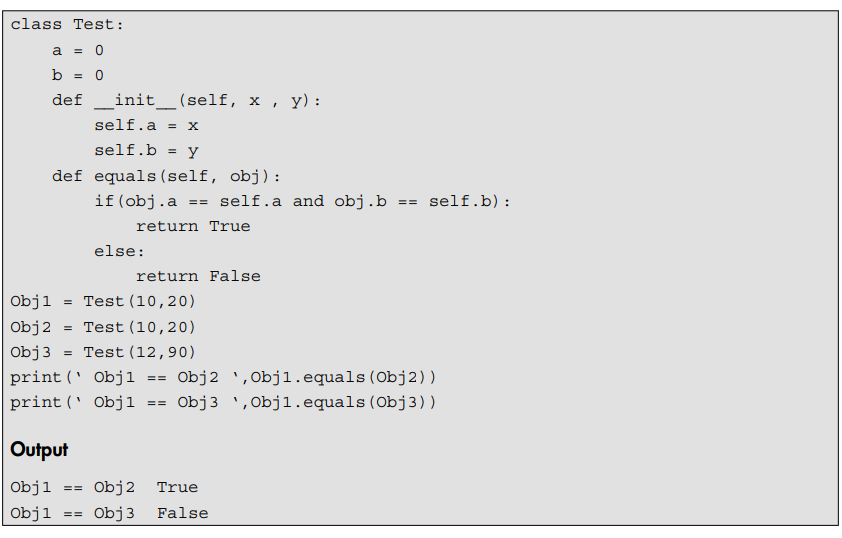 class Test:
    a = 0
    b = 0
    def __init__(self, x , y):
        self.a = x
        self.b = y
    def equals(self, obj):
        if(obj.a == self.a and obj.b == self.b):
            return True
        else:
            return False
Obj1 = Test(10,20)
Obj2 = Test(10,20)
Obj3 = Test(12,90)
print(‘ Obj1 == Obj2 ‘,Obj1.equals(Obj2))
print(‘ Obj1 == Obj3 ‘,Obj1.equals(Obj3))
Output
Obj1 == Obj2  True
Obj1 == Obj3  False